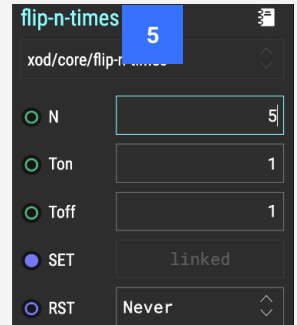 flip-n-times
5
xod/core/flip-n-times
N 5
Ton 1
Toff 1
SET linked
RST Never